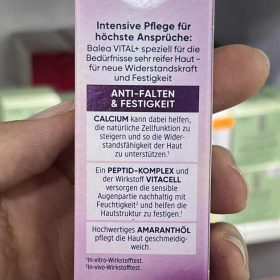 Intensive Pflege für
höchste Ansprüche:
Balea VITAL+ speziell für die
Bedürfnisse sehr reifer Haut –
für neue Widerstandskraft
und Festigkeit
ANTI-FALTEN
& FESTIGKEIT
CALCIUM kann dabei helfen,
die natürliche Zellfunktion
zu steigern und so die Wider-
standsfähigkeit der Haut
zu unterstützen.¹
Ein PEPTID-KOMPLEX und
der Wirkstoff VITACELL
versorgen die sensible
Augenpartie nachhaltig mit
Feuchtigkeit² und helfen die
Hautstruktur zu festigen.¹
Hochwertiges AMARANTHÖL
pflegt die Haut geschmeidig-
weich.
¹In-vitro-Wirkstofftest.
²In-vivo-Wirkstofftest.